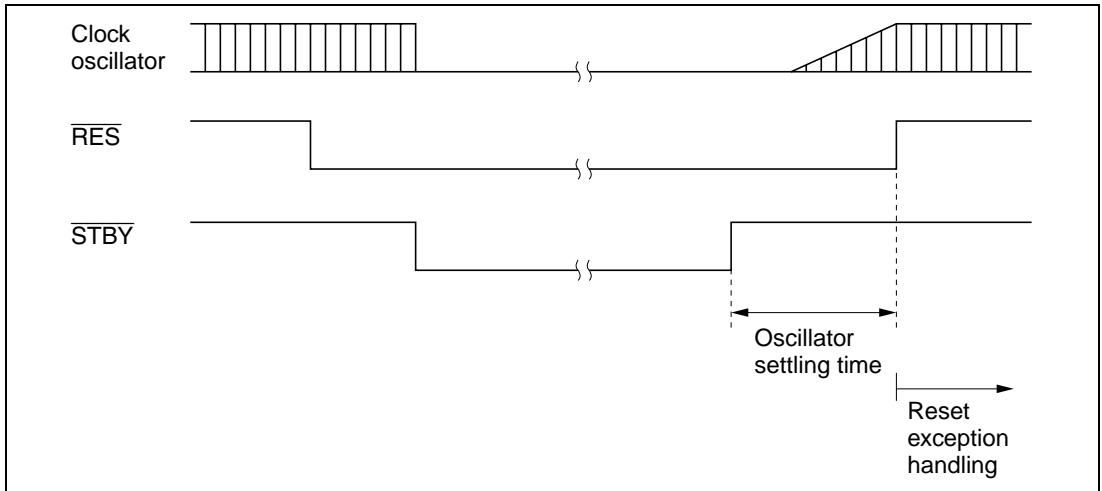 Clock
oscillator
RES
STBY
Oscillator
settling time
Reset
exception
handling